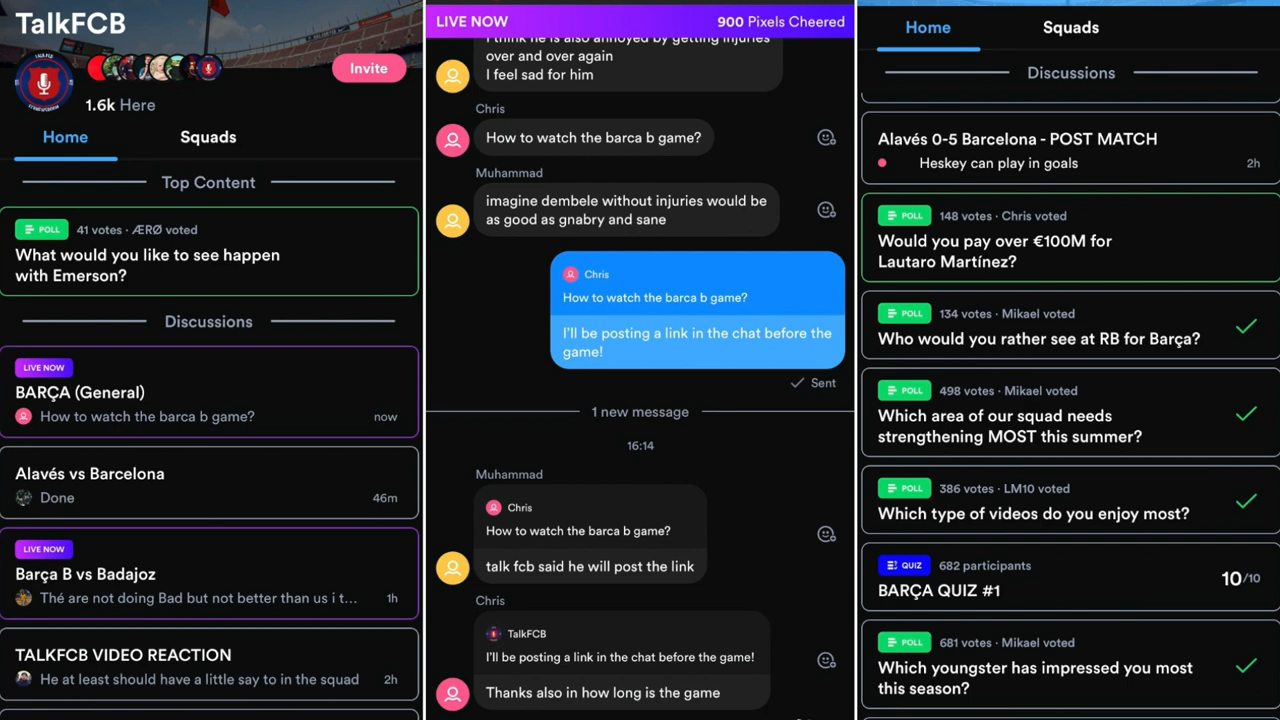 TalkFCB
Invite
1.6k Here
Home
Squads
Top Content
POLL
41 votes · ÆRØ voted
What would you like to see happen
with Emerson?
Discussions
LIVE NOW
BARÇA (General)
How to watch the barca b game?
now
Alavés vs Barcelona
Done
46m
LIVE NOW
Barça B vs Badajoz
Thé are not doing Bad but not better than us i t...
1h
TALKFCB VIDEO REACTION
He at least should have a little say to in the squad
2h
LIVE NOW
900 Pixels Cheered
I think he is also annoyed by getting injuries
over and over again
I feel sad for him
Chris
How to watch the barca b game?
Muhammad
imagine dembele without injuries would be
as good as gnabry and sane
Chris
How to watch the barca b game?
I'll be posting a link in the chat before the
game!
Sent
1 new message
16:14
Muhammad
Chris
How to watch the barca b game?
talk fcb said he will post the link
Chris
TalkFCB
I'll be posting a link in the chat before the game!
Thanks also in how long is the game
Home
Squads
Discussions
Alavés 0-5 Barcelona - POST MATCH
Heskey can play in goals
2h
POLL
148 votes · Chris voted
Would you pay over €100M for
Lautaro Martínez?
POLL
134 votes · Mikael voted
Who would you rather see at RB for Barça?
POLL
498 votes · Mikael voted
Which area of our squad needs
strengthening MOST this summer?
POLL
386 votes · LM10 voted
Which type of videos do you enjoy most?
QUIZ
682 participants
BARÇA QUIZ #1
10/10
POLL
681 votes · Mikael voted
Which youngster has impressed you most
this season?